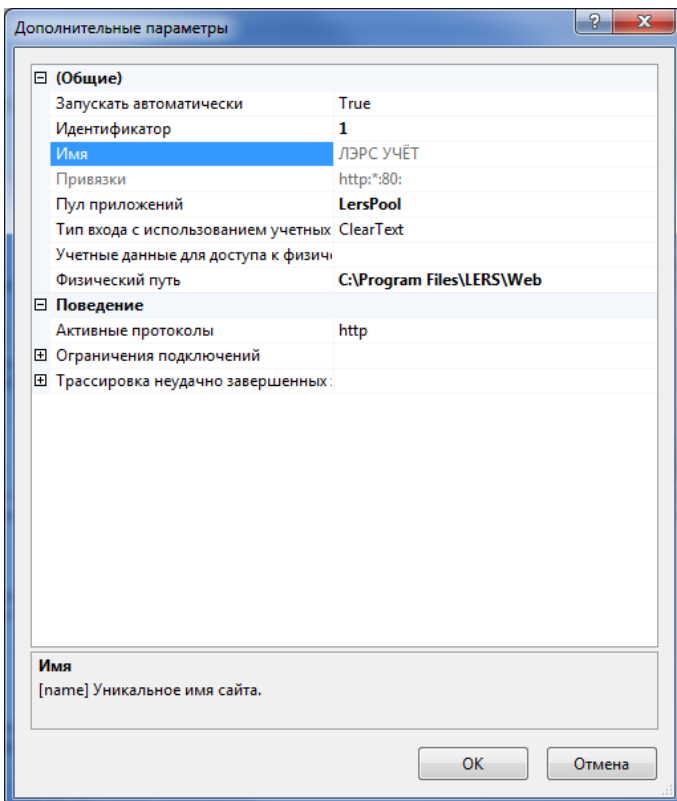 Дополнительные параметры
(Общие)
Запускать автоматически True
Идентификатор 1
Имя ЛЭРС УЧЁТ
Привязки http:*:80:
Пул приложений LersPool
Тип входа с использованием учетных ClearText
Учетные данные для доступа к физич
Физический путь C:\Program Files\LERS\Web
Поведение
Активные протоколы http
Ограничения подключений
Трассировка неудачно завершенных
Имя
[name] Уникальное имя сайта.
OK Отмена